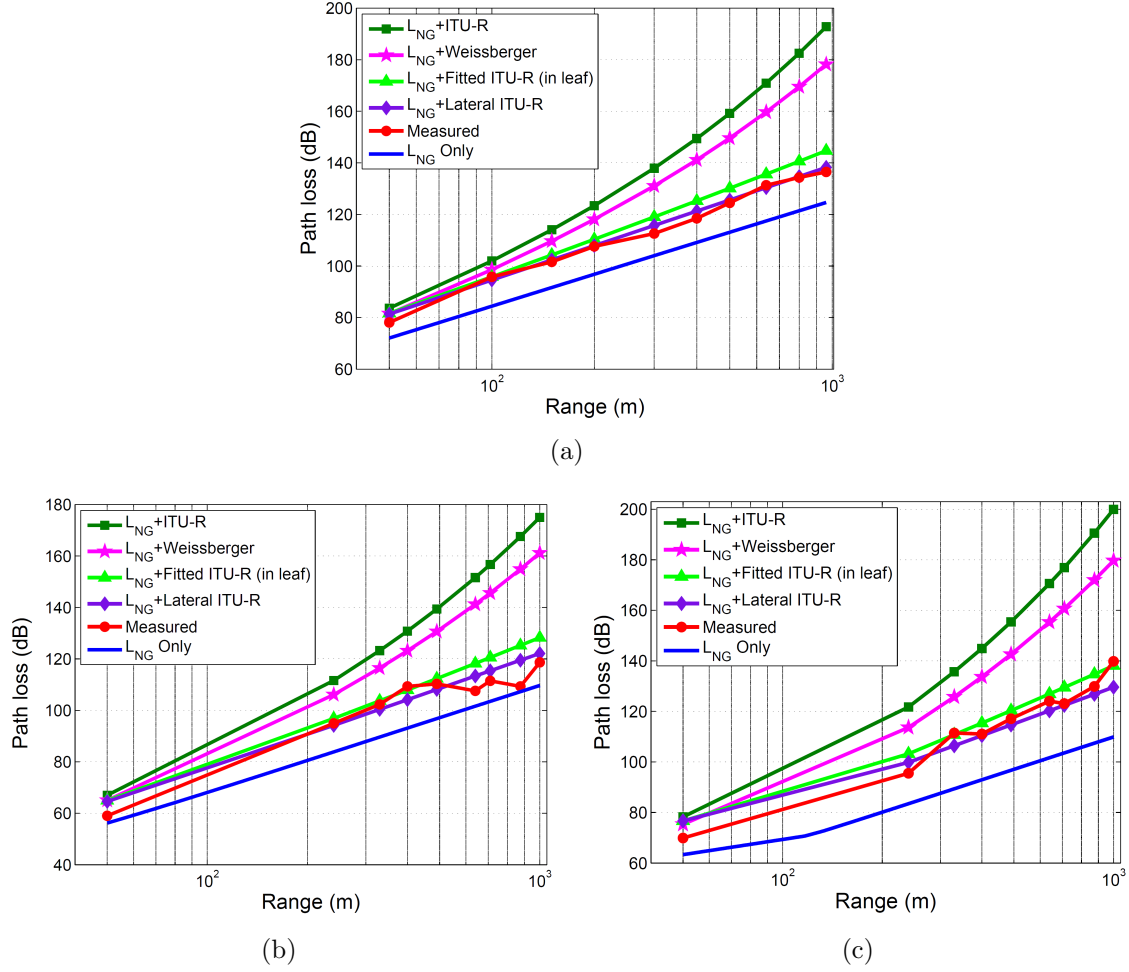 200
180
160
140
120
100
80
60
Path loss (dB)
L_NG+ITU-R
L_NG+Weissberger
L_NG+Fitted ITU-R (in leaf)
L_NG+Lateral ITU-R
Measured
L_NG Only
10^2
10^3
Range (m)
(a)
180
160
140
120
100
80
60
40
Path loss (dB)
L_NG+ITU-R
L_NG+Weissberger
L_NG+Fitted ITU-R (in leaf)
L_NG+Lateral ITU-R
Measured
L_NG Only
10^2
10^3
Range (m)
(b)
200
180
160
140
120
100
80
60
Path loss (dB)
L_NG+ITU-R
L_NG+Weissberger
L_NG+Fitted ITU-R (in leaf)
L_NG+Lateral ITU-R
Measured
L_NG Only
10^2
10^3
Range (m)
(c)